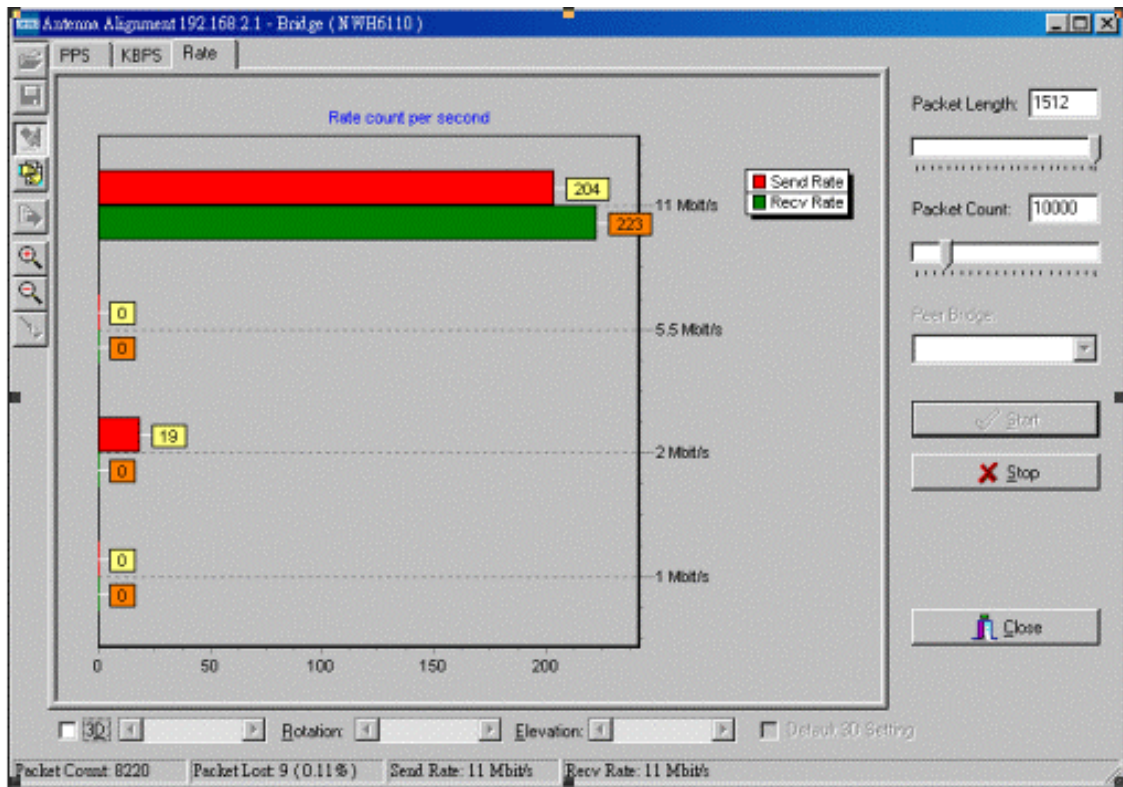 Antenna Alignment 192.168.2.1 - Bridge ( NWH6110 )
PPS KBPS Rate
Rate count per second
204
223
11 Mbit/s
0
0
5.5 Mbit/s
19
0
2 Mbit/s
0
0
1 Mbit/s
0 50 100 150 200
Send Rate
Recv Rate
Packet Length: 1512
Packet Count: 10000
Peer Bridge:
Start
Stop
Close
3D: Rotation: Elevation: Default 3D Setting
Packet Count: 8220 Packet Lost: 9 ( 0.11% ) Send Rate: 11 Mbit/s Recv Rate: 11 Mbit/s